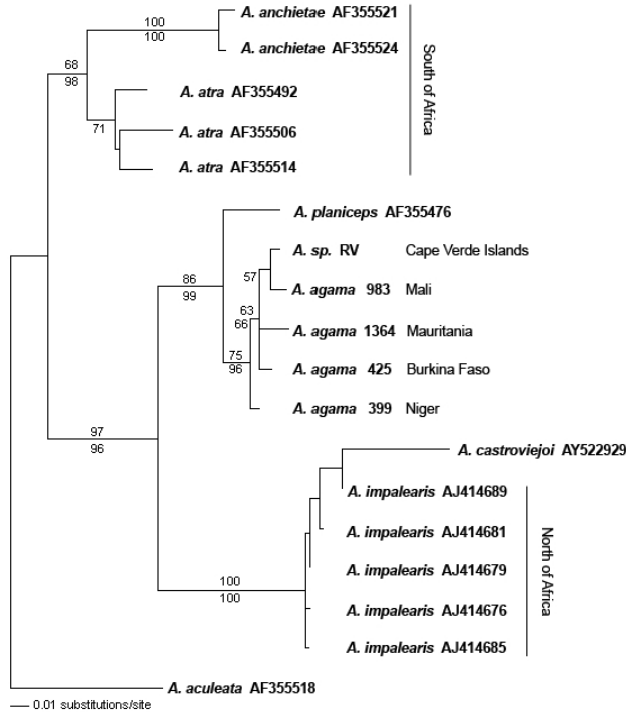 100
A. anchietae AF355521
100
A. anchietae AF355524
68
98
A. atra AF355492
71
A. atra AF355506
A. atra AF355514
South of Africa
A. planiceps AF355476
A. sp. RV Cape Verde Islands
86
99
57
A. agama 983 Mali
63
66
A. agama 1364 Mauritania
75
96
A. agama 425 Burkina Faso
A. agama 399 Niger
97
96
A. castroviejoi AY522929
A. impalearis AJ414689
A. impalearis AJ414681
A. impalearis AJ414679
100
100
A. impalearis AJ414676
A. impalearis AJ414685
North of Africa
A. aculeata AF355518
0.01 substitutions/site